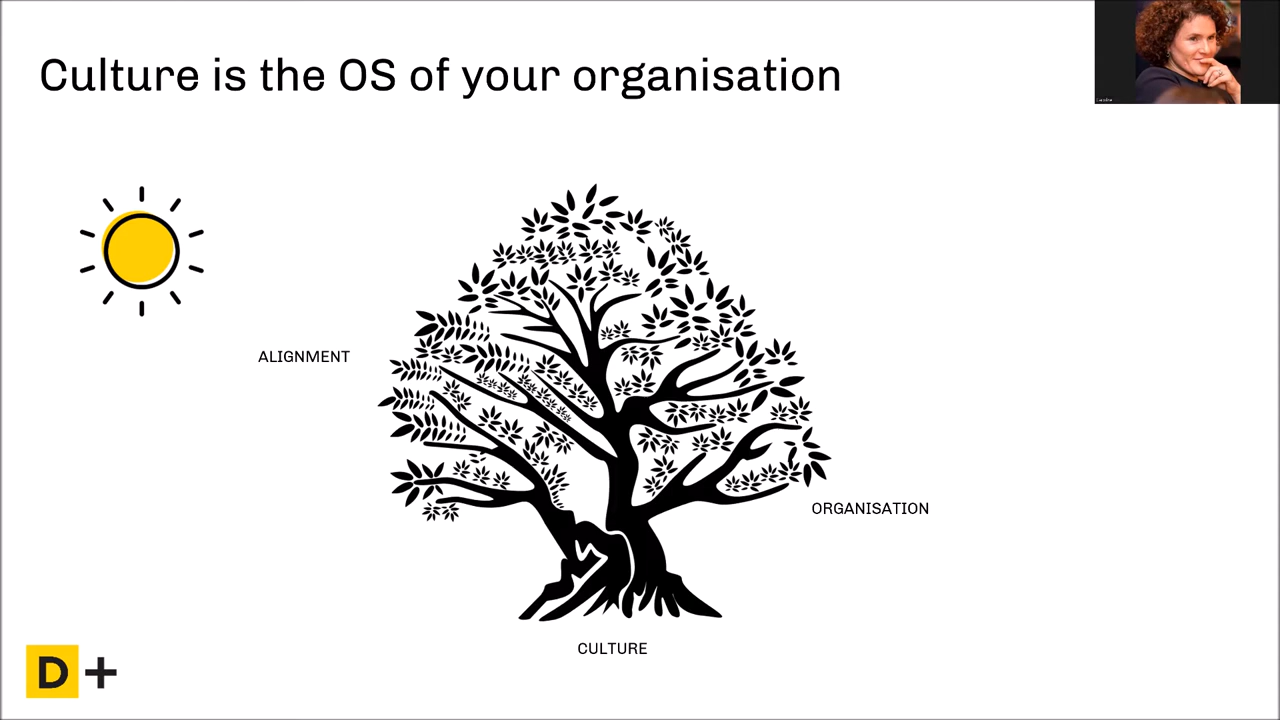 Culture is the OS of your organisation
ALIGNMENT
ORGANISATION
CULTURE
D+